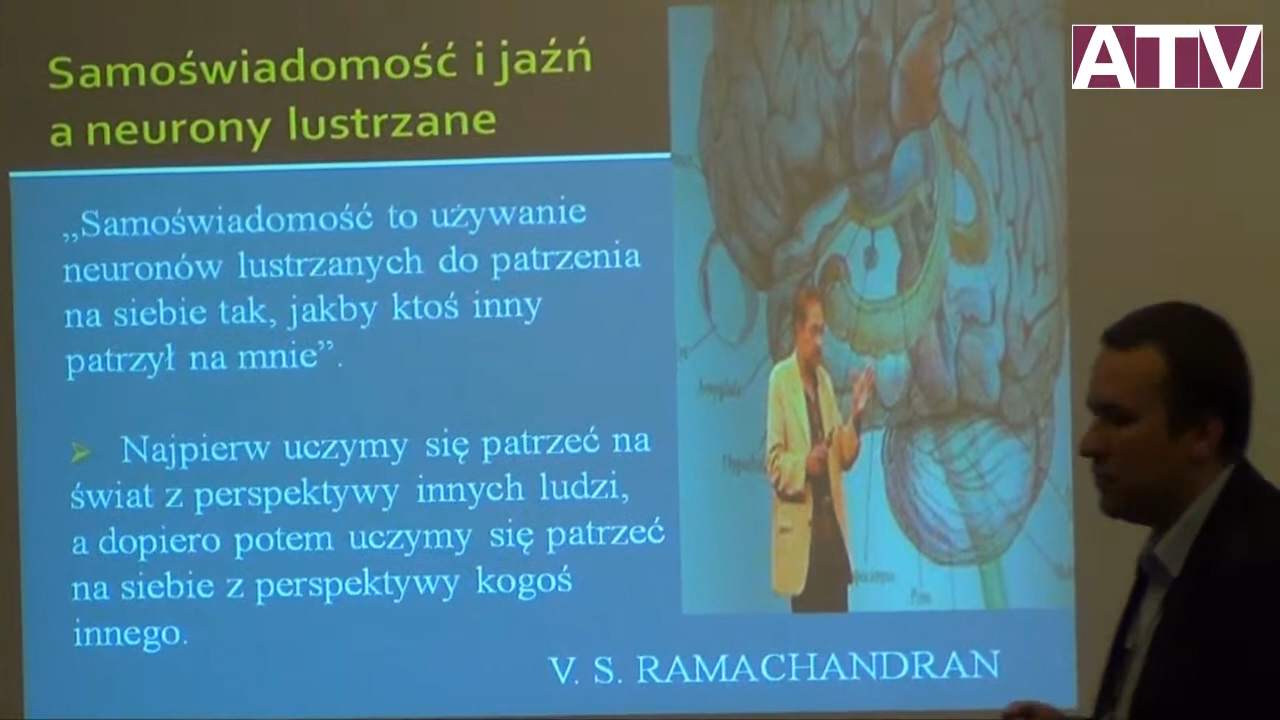 ATV
Samoświadomość i jaźń
a neurony lustrzane
„Samoświadomość to używanie
neuronów lustrzanych do patrzenia
na siebie tak, jakby ktoś inny
patrzył na mnie”.
Najpierw uczymy się patrzeć na
świat z perspektywy innych ludzi,
a dopiero potem uczymy się patrzeć
na siebie z perspektywy kogoś
innego.
Amygdala
Pons
V. S. RAMACHANDRAN